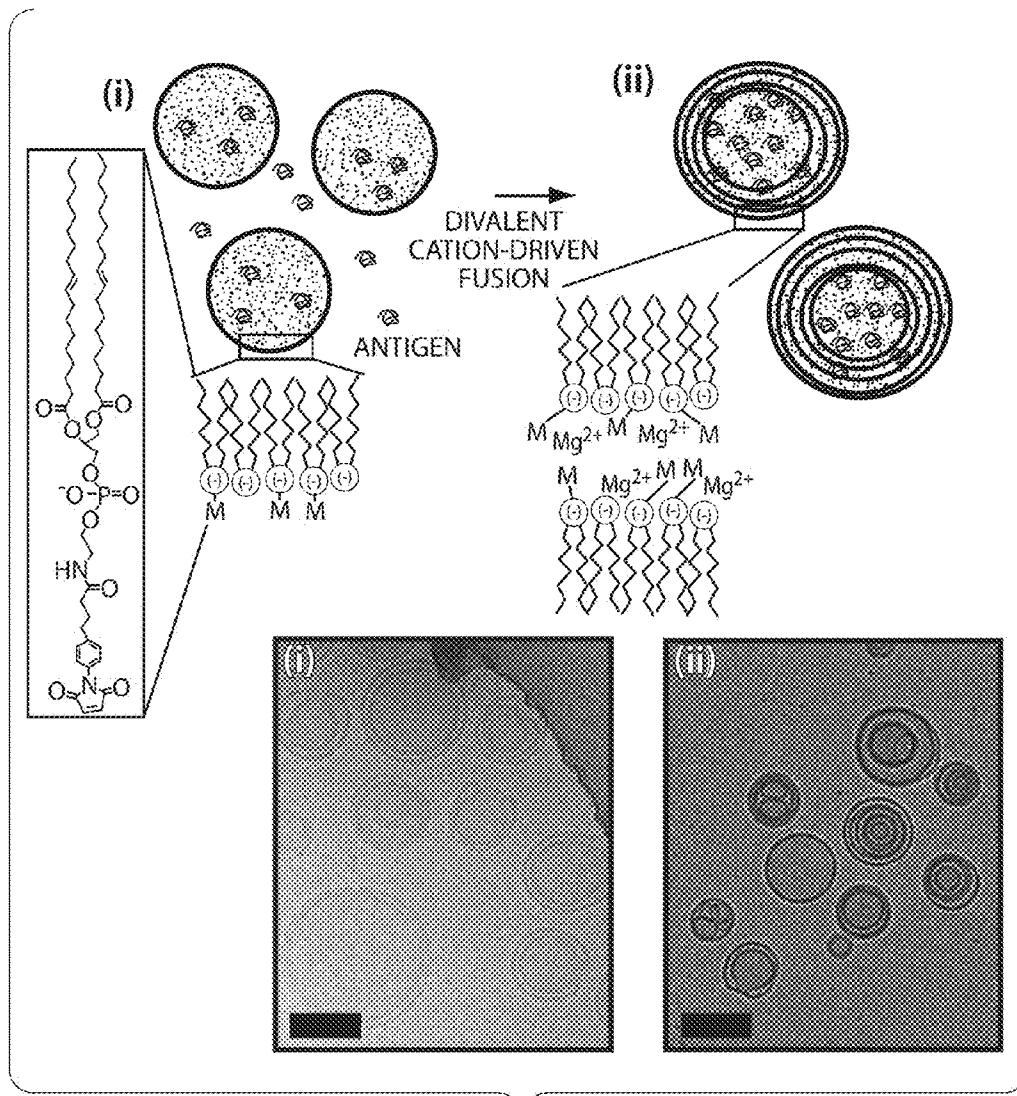 (i)
(ii)
DIVALENT
CATION-DRIVEN
FUSION
ANTIGEN
O
O
O
O
O
⁻O-P=O
O
HN
O
N
O
O
(-) (-) (-) (-) (-)
M M M
(-) (-) (-) (-) (-)
M Mg2+ M Mg2+ M
M Mg2+ M M Mg2+
(-) (-) (-) (-) (-)
(i)
(ii)